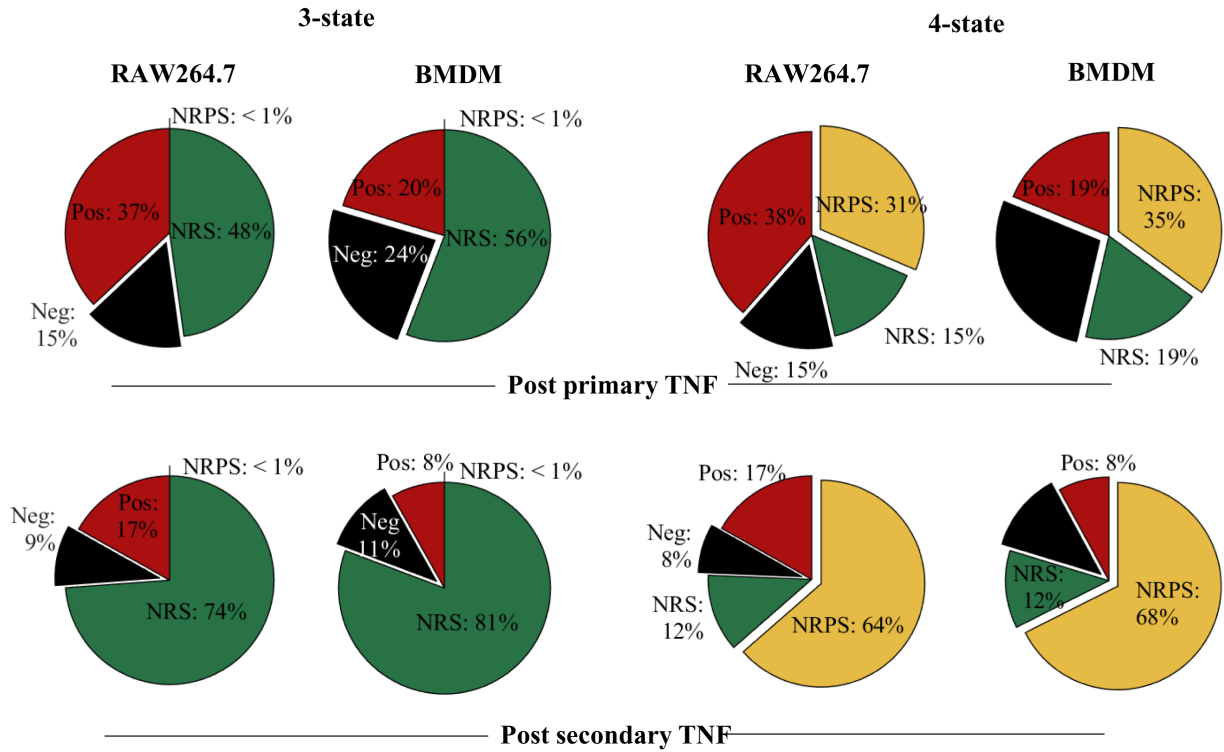 3-state
4-state
RAW264.7
BMDM
RAW264.7
BMDM
NRPS: < 1%
Pos: 37%
NRS: 48%
Neg:
15%
NRPS: < 1%
Pos: 20%
Neg: 24%
NRS: 56%
Pos: 38%
NRPS: 31%
NRS: 15%
Neg: 15%
Pos: 19%
NRPS:
35%
NRS: 19%
Post primary TNF
NRPS: < 1%
Pos:
17%
Neg:
9%
NRS: 74%
Pos: 8%
NRPS: < 1%
Neg
11%
NRS: 81%
Pos: 17%
Neg:
8%
NRS:
12%
NRPS: 64%
Pos: 8%
NRS:
12%
NRPS:
68%
Post secondary TNF